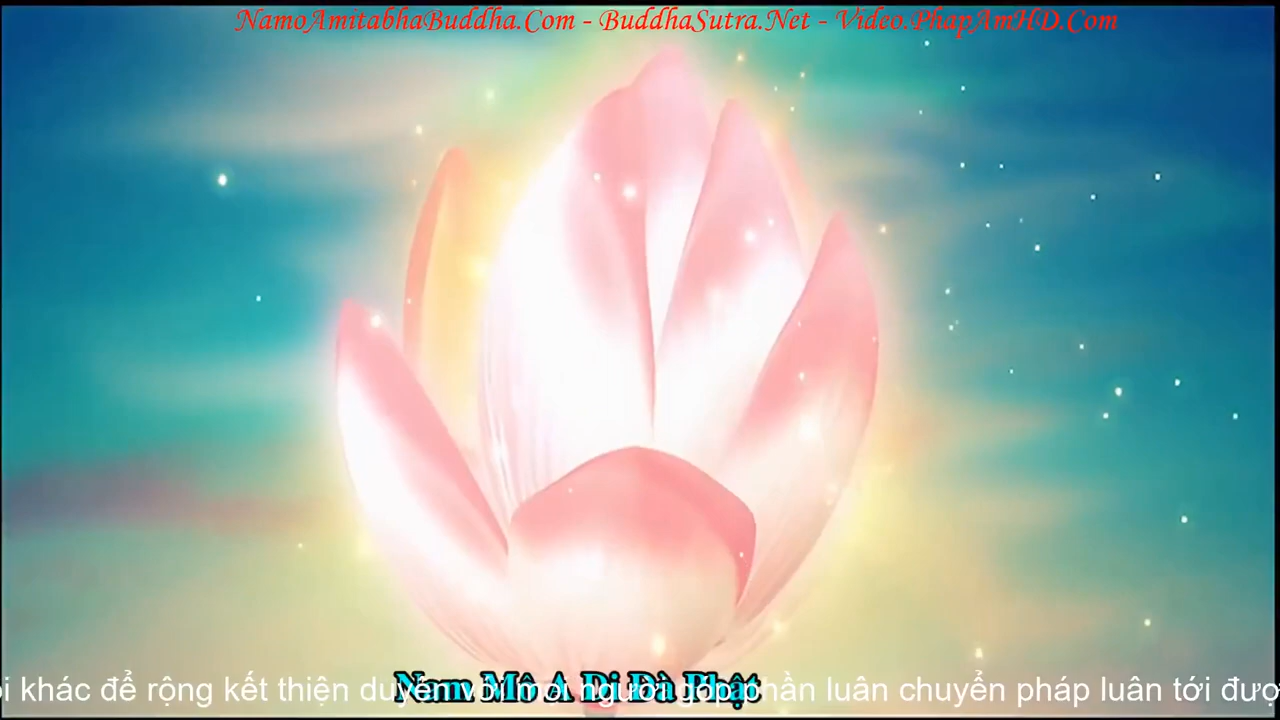 NamoAmitabhaBuddha.Com - BuddhaSutra.Net - Video.PhapAmHD.Com
Nam Mô A Di Đà Phật
khác để rộng kết thiện duyên với mọi người góp phần luân chuyển pháp luân tới